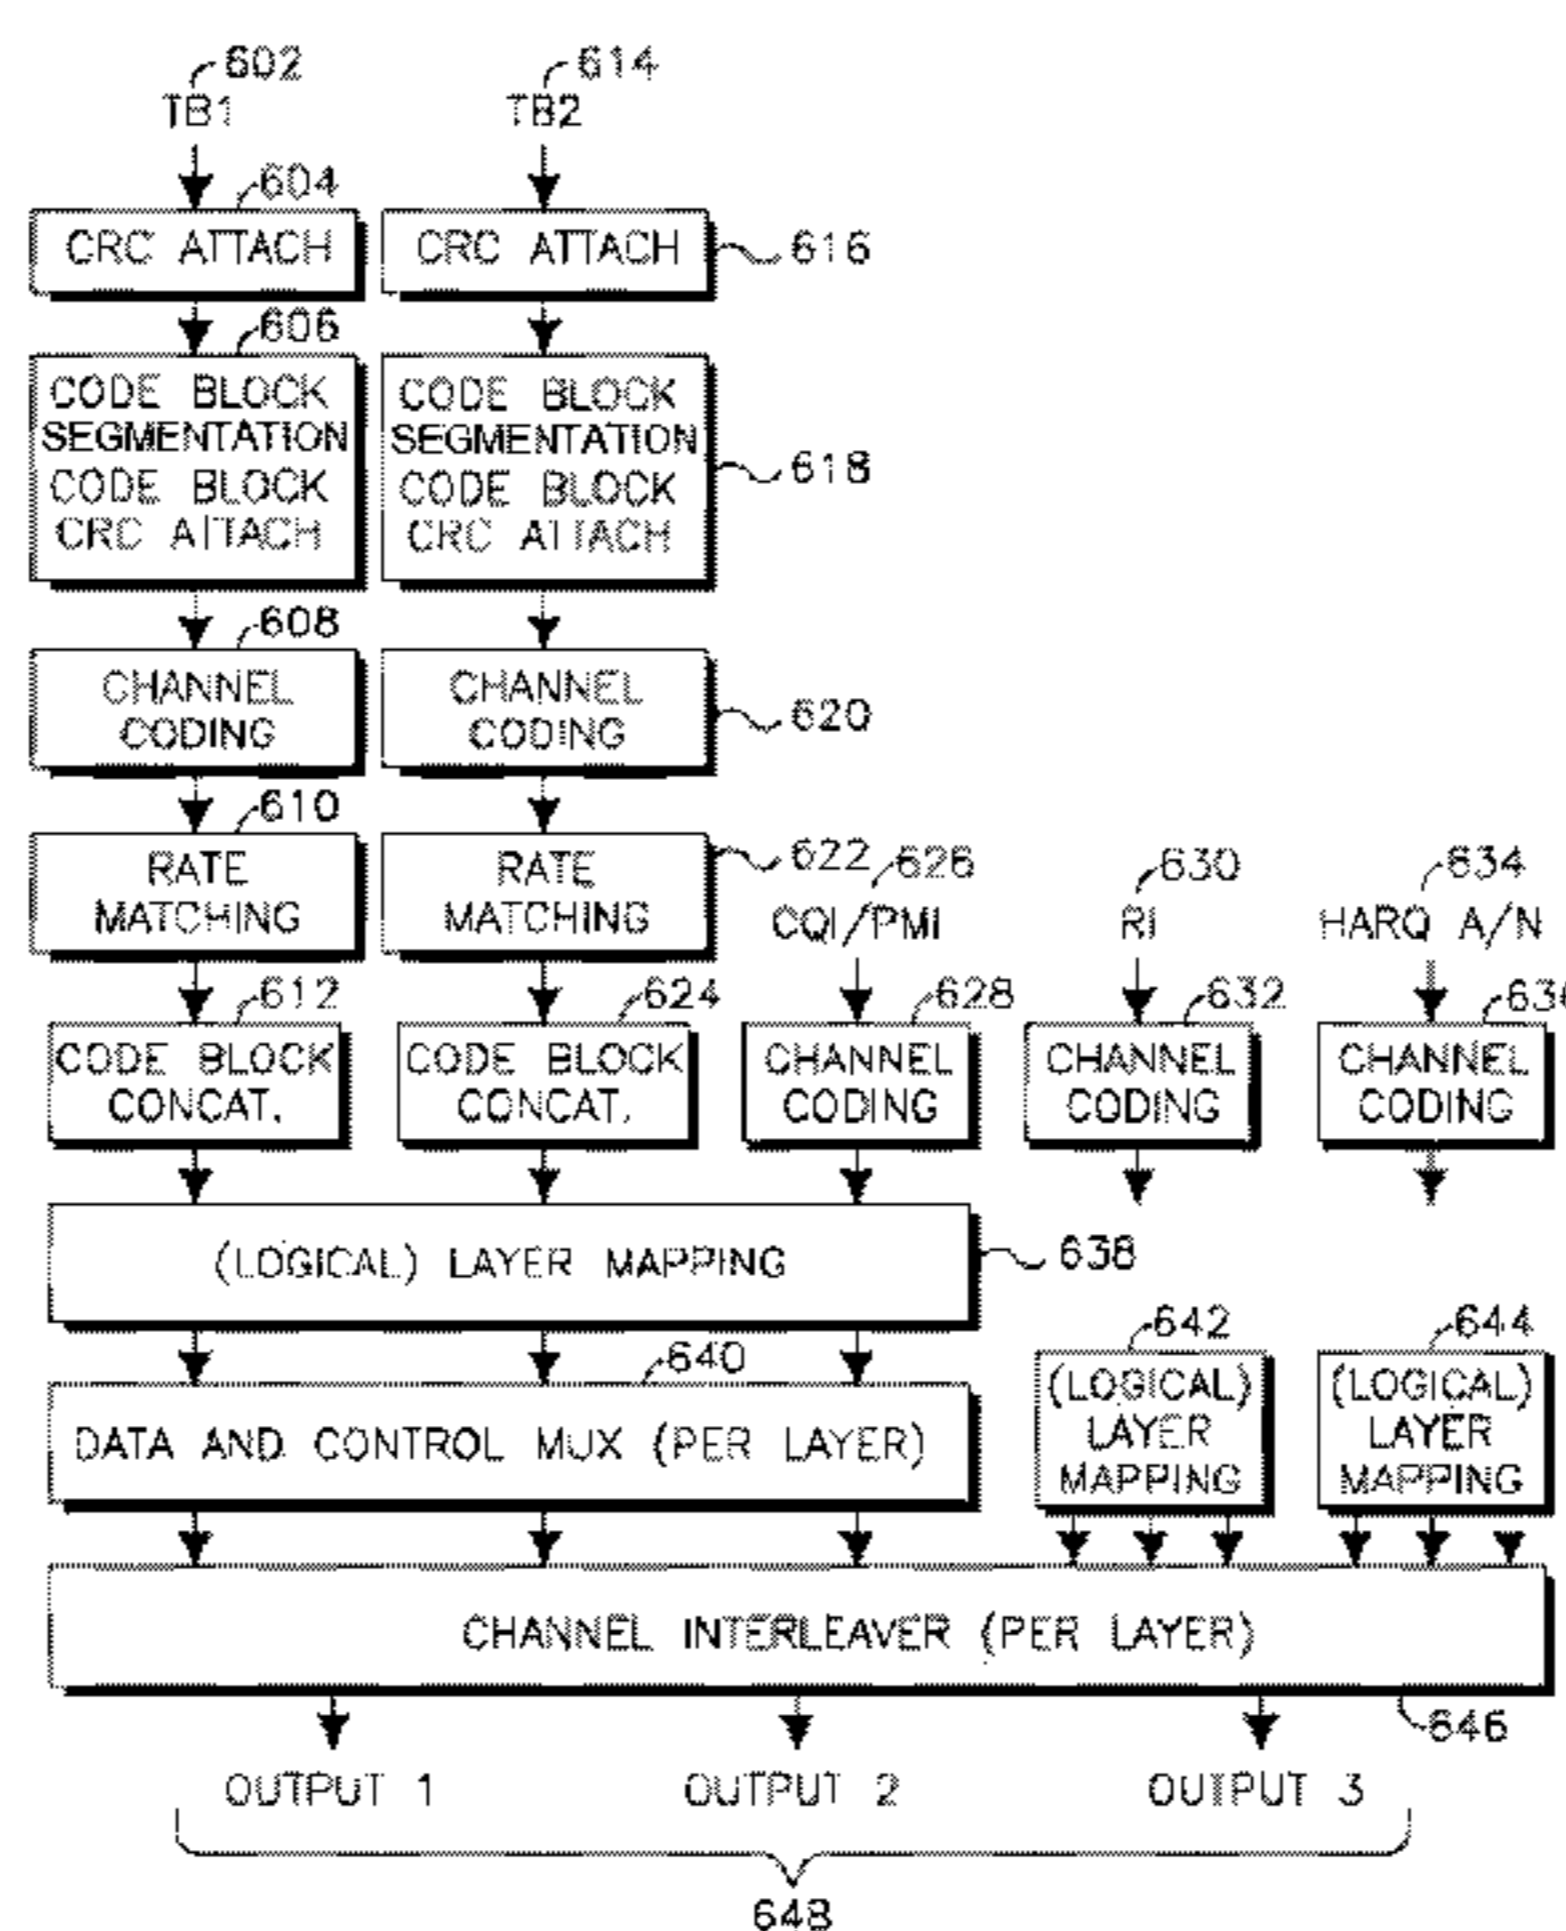 602
TB1
614
TB2
604
CRC ATTACH
CRC ATTACH
616
606
CODE BLOCK
SEGMENTATION
CODE BLOCK
CRC ATTACH
CODE BLOCK
SEGMENTATION
CODE BLOCK
CRC ATTACH
618
608
CHANNEL
CODING
CHANNEL
CODING
620
610
RATE
MATCHING
RATE
MATCHING
622
626
CQI/PMI
630
RI
634
HARQ A/N
612
CODE BLOCK
CONCAT.
624
CODE BLOCK
CONCAT.
628
CHANNEL
CODING
632
CHANNEL
CODING
CHANNEL
CODING
(LOGICAL) LAYER MAPPING
638
640
DATA AND CONTROL MUX (PER LAYER)
642
(LOGICAL)
LAYER
MAPPING
644
(LOGICAL)
LAYER
MAPPING
CHANNEL INTERLEAVER (PER LAYER)
646
OUTPUT 1
OUTPUT 2
OUTPUT 3
648